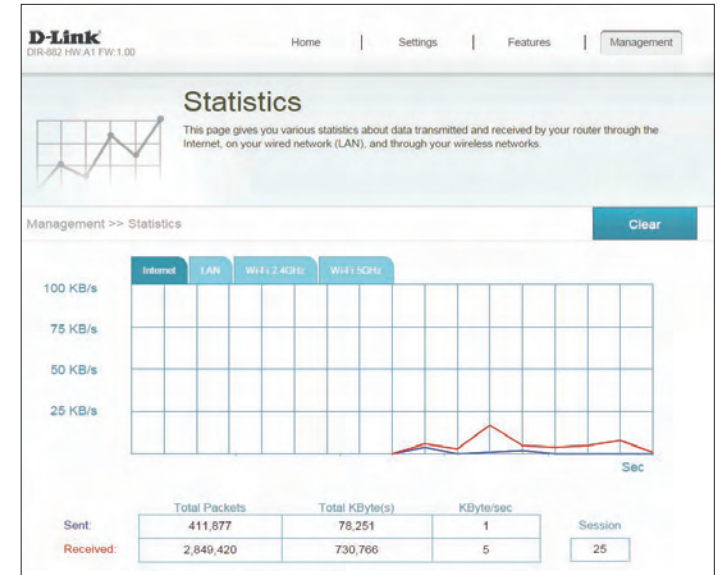 D-Link
DIR-882 HW:A1 FW:1.00
Home | Settings | Features | Management
Statistics
This page gives you various statistics about data transmitted and received by your router through the
Internet, on your wired network (LAN), and through your wireless networks.
Management >> Statistics
Clear
Internet LAN Wi-Fi 2.4GHz Wi-Fi 5GHz
100 KB/s
75 KB/s
50 KB/s
25 KB/s
Sec
Total Packets Total KByte(s) KByte/sec
Sent: 411,877 78,251 1 Session
Received: 2,849,420 730,766 5 25